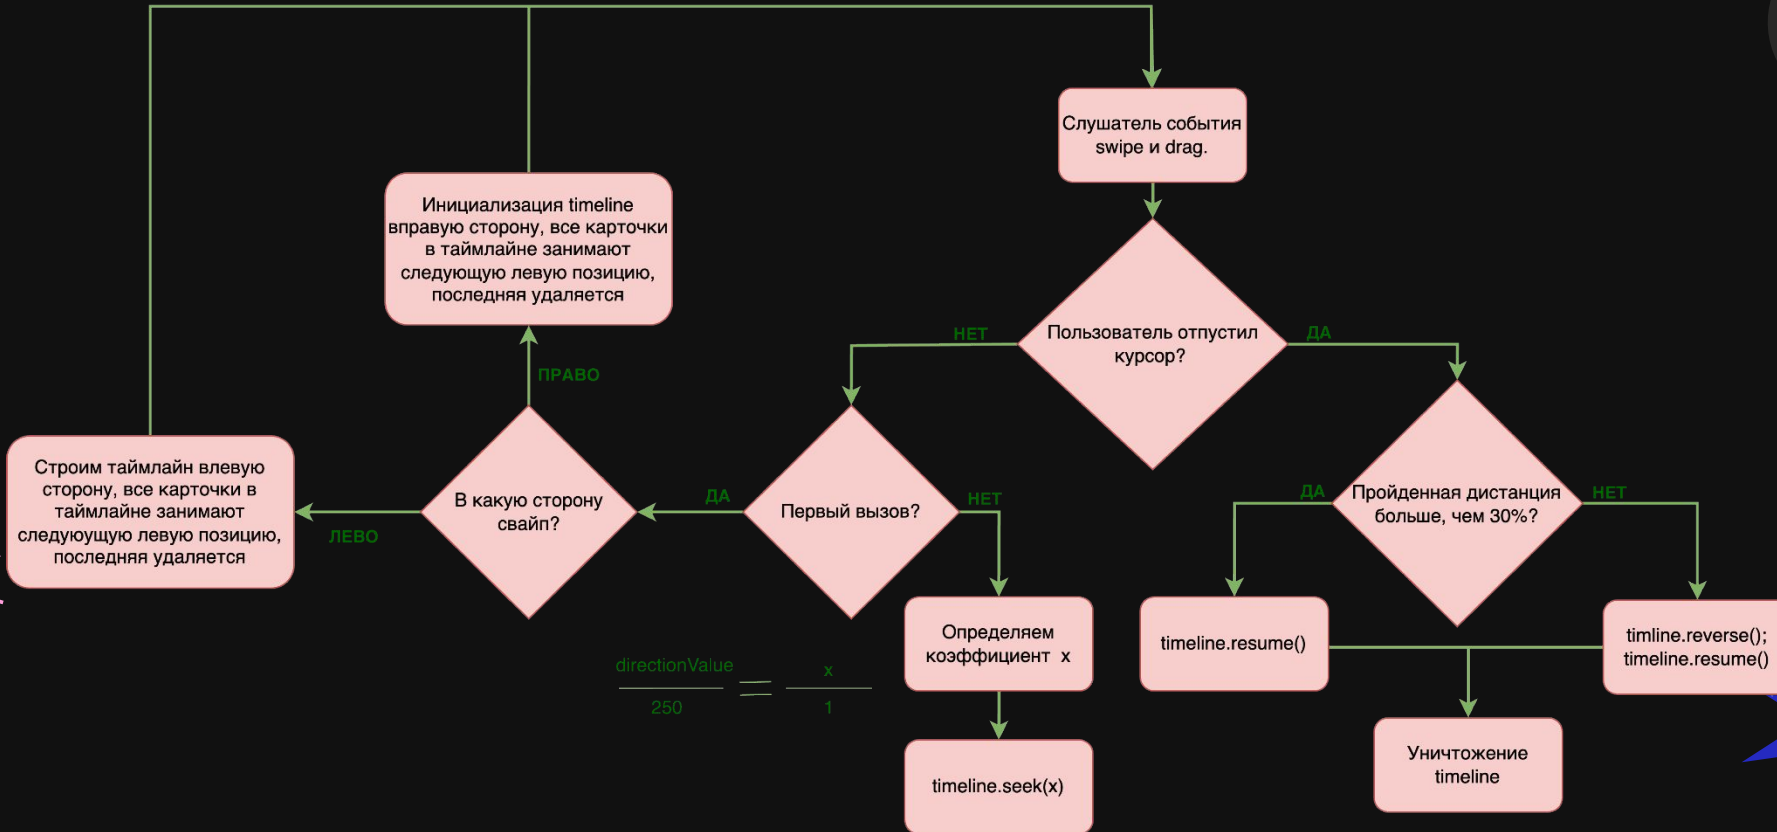 Слушатель события
swipe и drag.
Инициализация timeline
вправую сторону, все карточки
в таймлайне занимают
следующую левую позицию,
последняя удаляется
НЕТ
Пользователь отпустил
курсор?
ДА
ПРАВО
Строим таймлайн влевую
сторону, все карточки в
таймлайне занимают
следуюущую левую позицию,
последняя удаляется
ЛЕВО
В какую сторону
свайп?
ДА
Первый вызов?
НЕТ
ДА
Пройденная дистанция
больше, чем 30%?
НЕТ
Определяем
коэффициент x
timeline.resume()
timline.reverse();
timeline.resume()
directionValue
250
=
x
1
timeline.seek(x)
Уничтожение
timeline